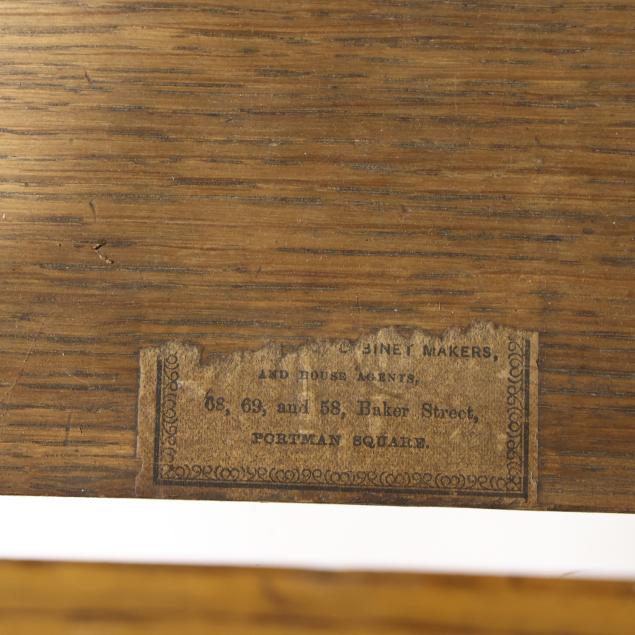 BINET MAKERS,
AND HOUSE AGENTS,
68, 69, and 58, Baker Street,
PORTMAN SQUARE.